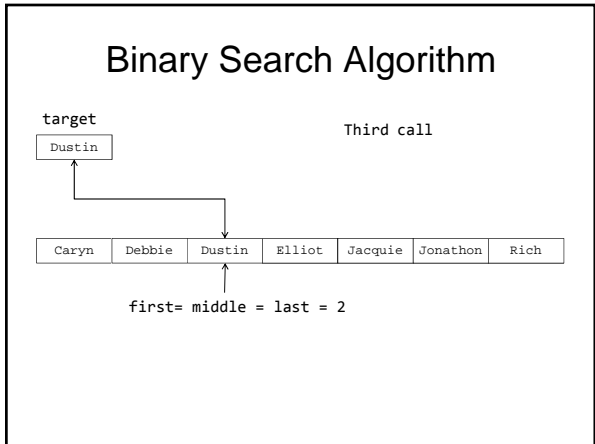 Binary Search Algorithm
target
Third call
Dustin
Caryn Debbie Dustin Elliot Jacquie Jonathon Rich
first= middle = last = 2